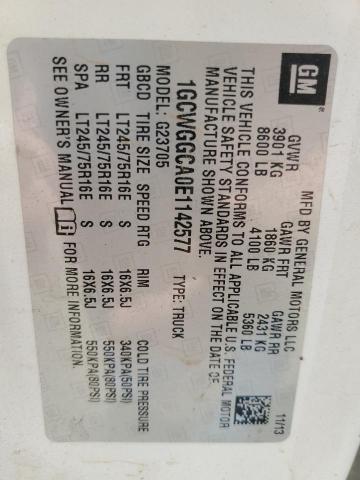 GM
MFD BY GENERAL MOTORS LLC 11/13
GVWR GAWR FRT GAWR RR
3901 KG 1860 KG 2431 KG
8600 LB 4100 LB 5360 LB
THIS VEHICLE CONFORMS TO ALL APPLICABLE U.S. FEDERAL MOTOR
VEHICLE SAFETY STANDARDS IN EFFECT ON THE DATE OF
MANUFACTURE SHOWN ABOVE.
1GCWGGCA0E1142577 TYPE: TRUCK
MODEL: G23705
GBCD TIRE SIZE SPEED RTG RIM COLD TIRE PRESSURE
FRT LT245/75R16E S 16X6.5J 340KPA(50PSI)
RR LT245/75R16E S 16X6.5J 550KPA(80PSI)
SPA LT245/75R16E S 16X6.5J 550KPA(80PSI)
SEE OWNER'S MANUAL FOR MORE INFORMATION.